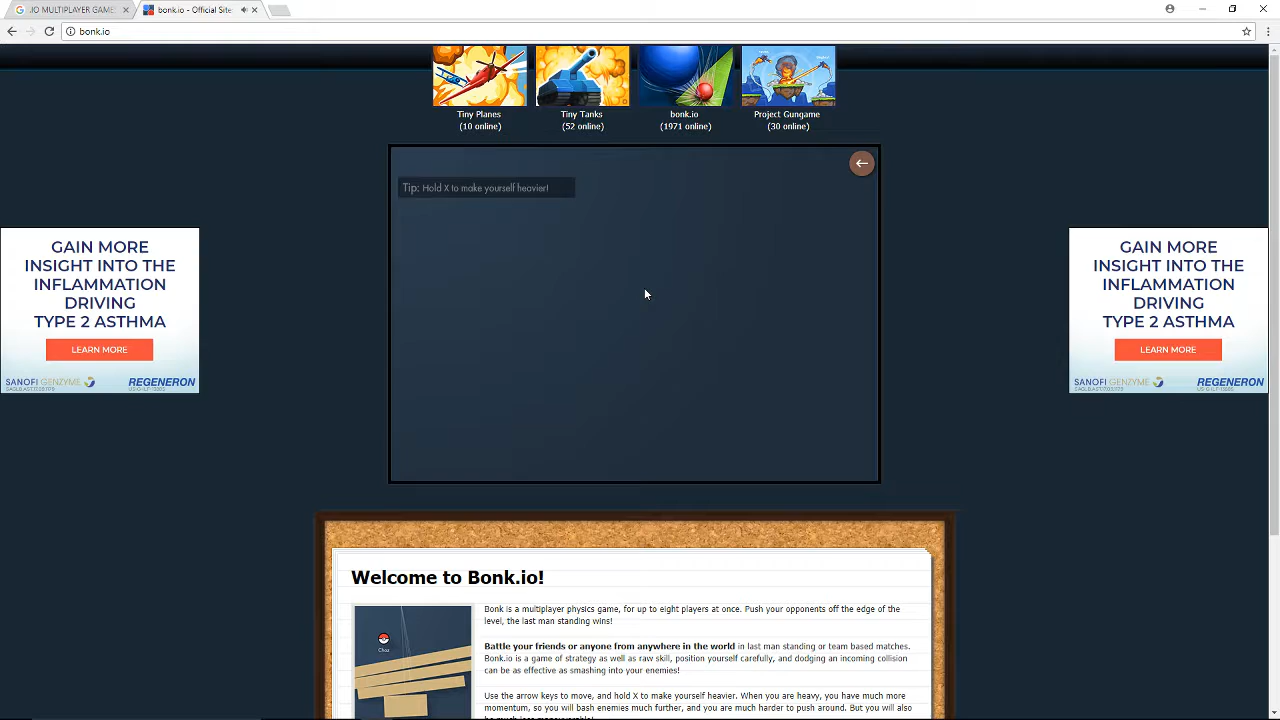 .IO MULTIPLAYER GAME
bonk.io - Official Site
bonk.io
Tiny Planes
(10 online)
Tiny Tanks
(52 online)
bonk.io
(1971 online)
Project Gungame
(30 online)
Tip: Hold X to make yourself heavier!
GAIN MORE
INSIGHT INTO THE
INFLAMMATION
DRIVING
TYPE 2 ASTHMA
LEARN MORE
SANOFI GENZYME
REGENERON
GAIN MORE
INSIGHT INTO THE
INFLAMMATION
DRIVING
TYPE 2 ASTHMA
LEARN MORE
SANOFI GENZYME
REGENERON
Welcome to Bonk.io!
Bonk is a multiplayer physics game, for up to eight players at once. Push your opponents off the edge of the
level, the last man standing wins!
Battle your friends or anyone from anywhere in the world in last man standing or team based matches.
Bonk.io is a game of strategy as well as raw skill, position yourself carefully, and dodging an incoming collision
can be as effective as smashing into your enemies!
Chaz
Use the arrow keys to move, and hold X to make yourself heavier. When you are heavy, you have much more
momentum, so you will bash enemies much further, and you are much harder to push around. But you will also